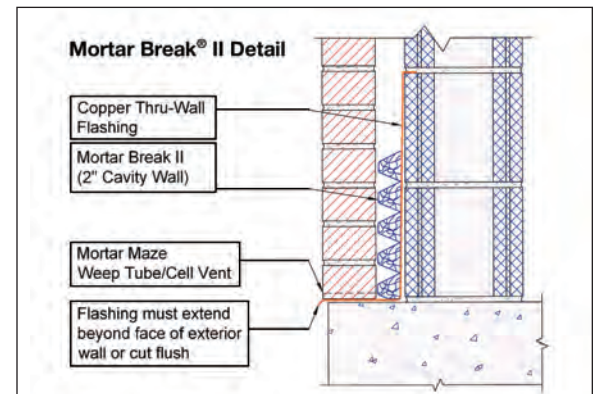 Mortar Break® II Detail
Copper Thru-Wall
Flashing
Mortar Break II
(2" Cavity Wall)
Mortar Maze
Weep Tube/Cell Vent
Flashing must extend
beyond face of exterior
wall or cut flush